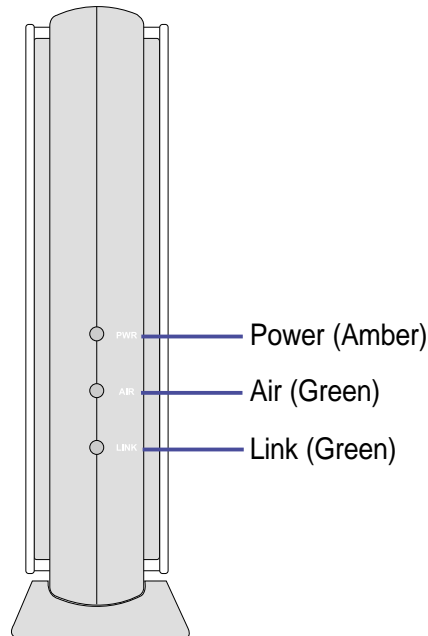 PWR
Power (Amber)
AIR
Air (Green)
LINK
Link (Green)